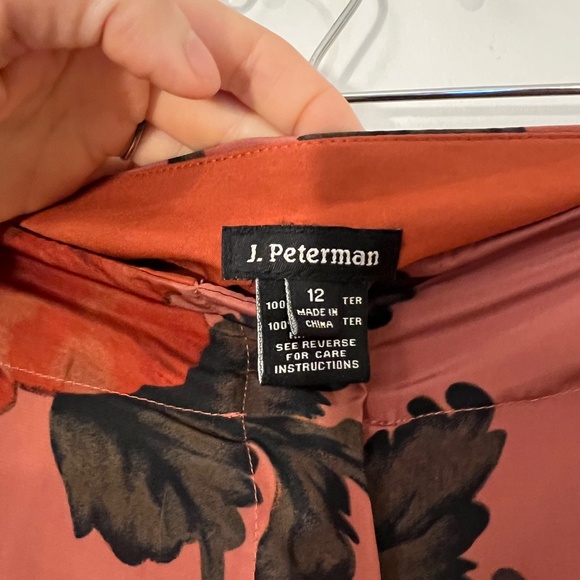 J. Peterman
12
100 TER
MADE IN
100 CHINA TER
SEE REVERSE
FOR CARE
INSTRUCTIONS